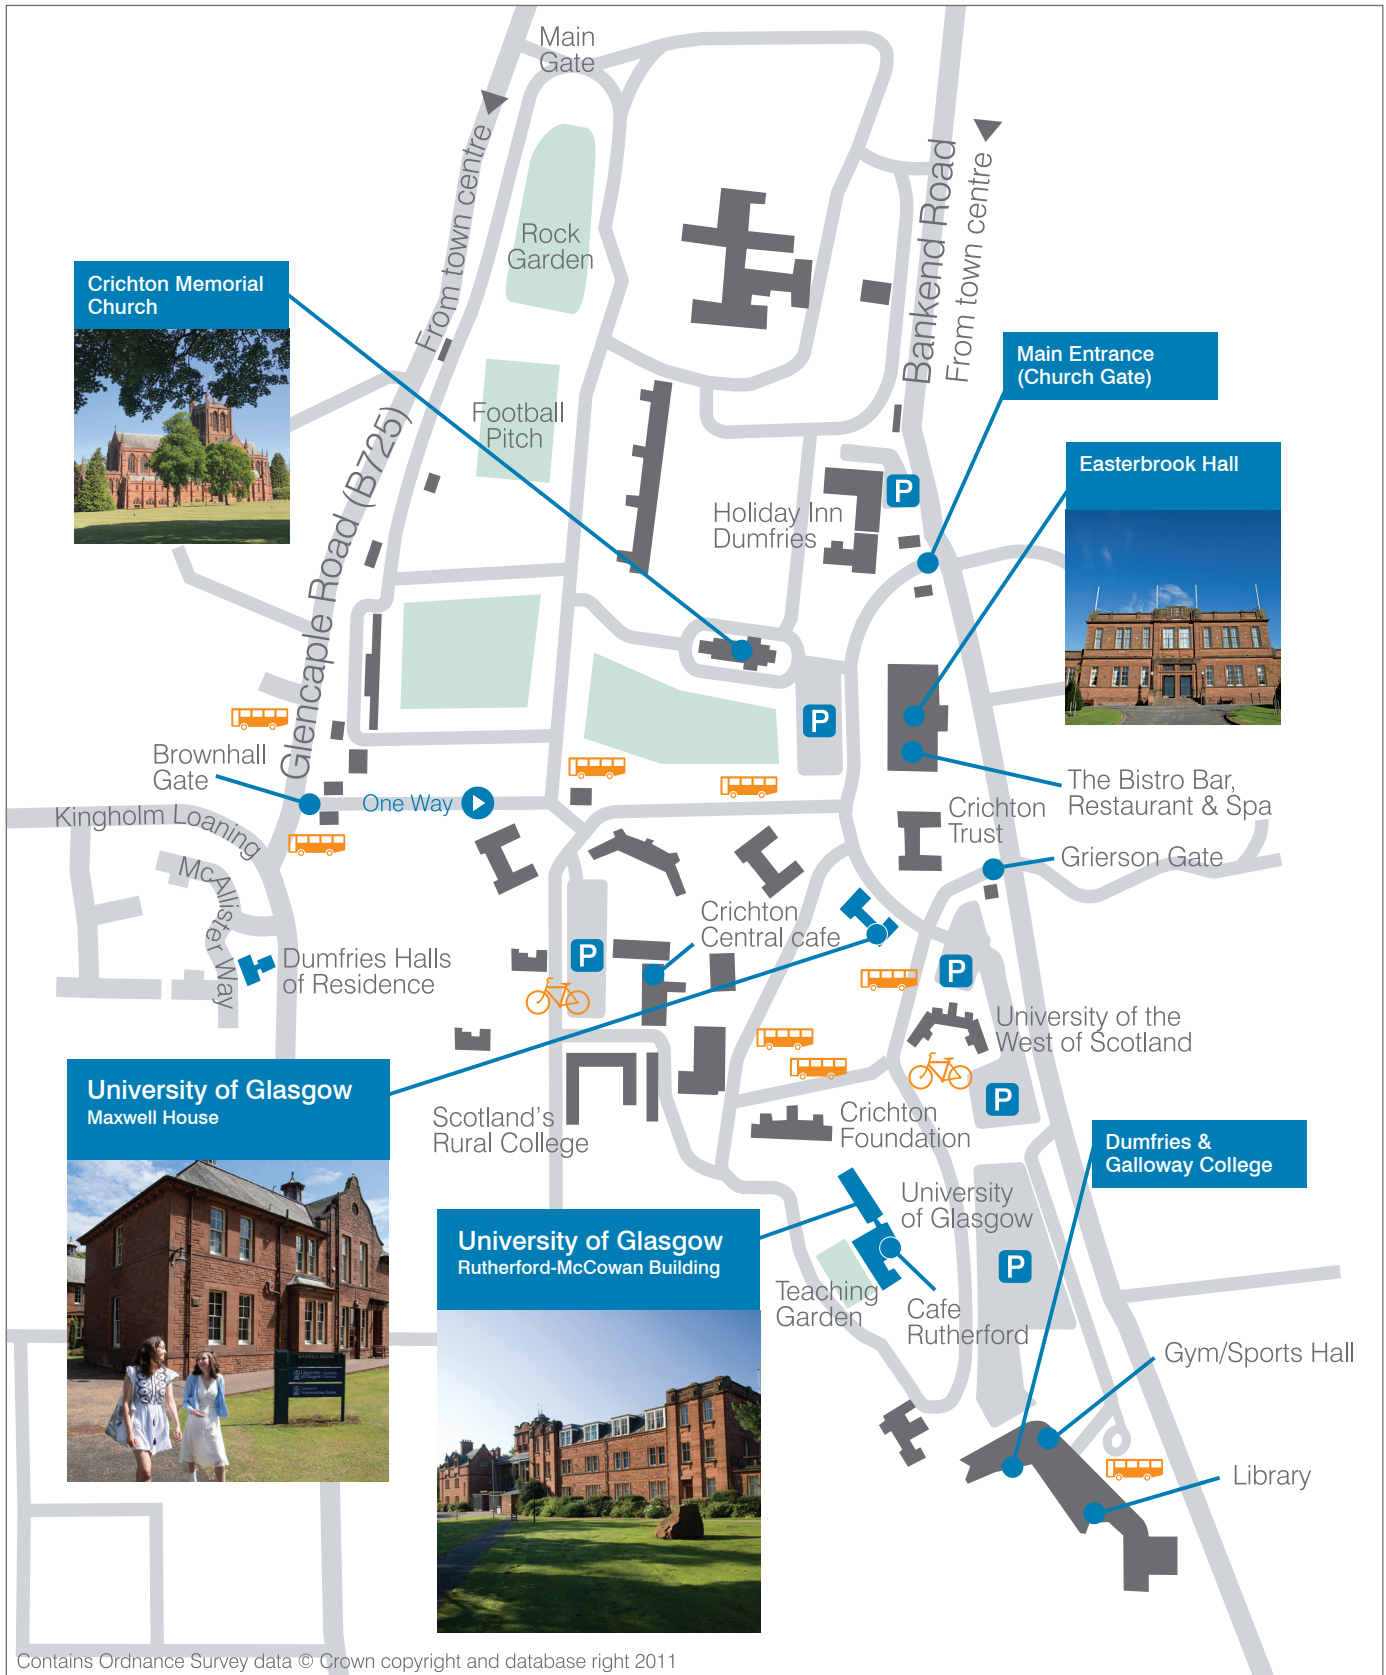 Main
Gate
From town centre
Bankend Road
From town centre
Rock
Garden
Crichton Memorial
Church
Main Entrance
(Church Gate)
Football
Pitch
Glencaple Road (B725)
Easterbrook Hall
P
Holiday Inn
Dumfries
P
Brownhall
Gate
One Way
The Bistro Bar,
Restaurant & Spa
Crichton
Trust
Kingholm Loaning
Grierson Gate
McAllister Way
Crichton
Central cafe
Dumfries Halls
of Residence
P
P
University of the
West of Scotland
University of Glasgow
Maxwell House
P
Scotland's
Rural College
Crichton
Foundation
Dumfries &
Galloway College
University
of Glasgow
University of Glasgow
Rutherford-McCowan Building
P
Teaching
Garden
Cafe
Rutherford
Gym/Sports Hall
MAXWELL HOUSE
Library
Contains Ordnance Survey data © Crown copyright and database right 2011